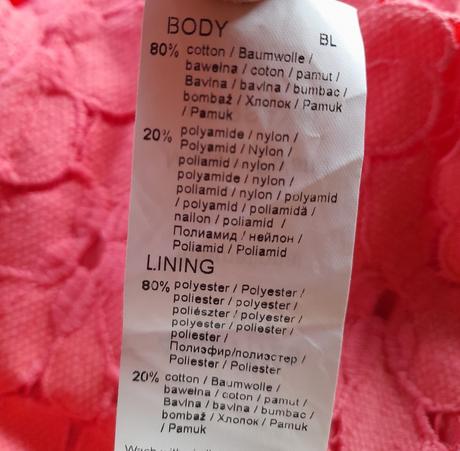 BODY
BL
80% cotton / Baumwolle /
bawełna / coton / pamut /
Bavlna / bavlna / bumbac /
bombaž / Хлопок / Pamuk
/ Pamuk
20% polyamide / nylon /
Polyamid / Nylon /
poliamid / nylon /
polyamide / nylon /
poliamid / nylon / polyamid
/ polyamid / poliamidă /
nailon / poliamid /
Полиамид / нейлон /
Poliamid / Poliamid
LINING
80% polyester / Polyester /
poliester / polyester /
poliészter / polyester /
polyester / poliester /
poliester /
Полиэфир/полиэстер /
Poliester / Poliester
20% cotton / Baumwolle /
bawełna / coton / pamut /
Bavlna / bavlna / bumbac /
bombaž / Хлопок / Pamuk
/ Pamuk